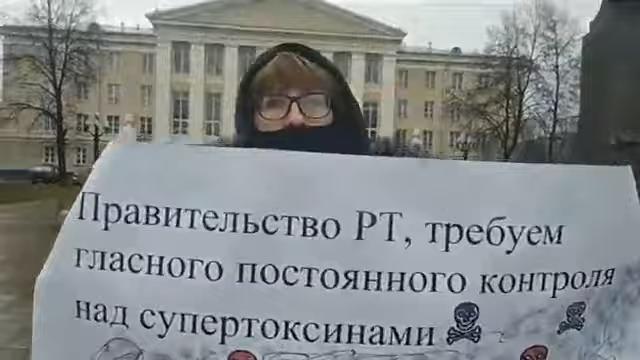 Правительство РТ, требуем
гласного постоянного контроля
над супертоксинами